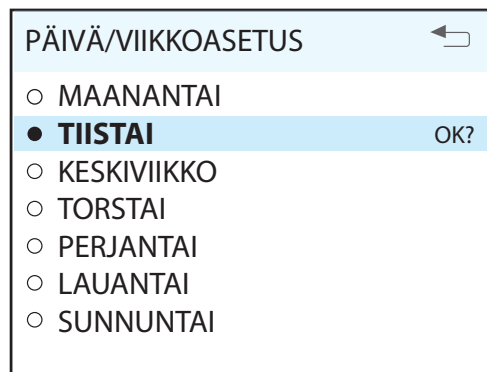 PÄIVÄ/VIIKKOASETUS
MAANANTAI
TIISTAI OK?
KESKIVIIKKO
TORSTAI
PERJANTAI
LAUANTAI
SUNNUNTAI